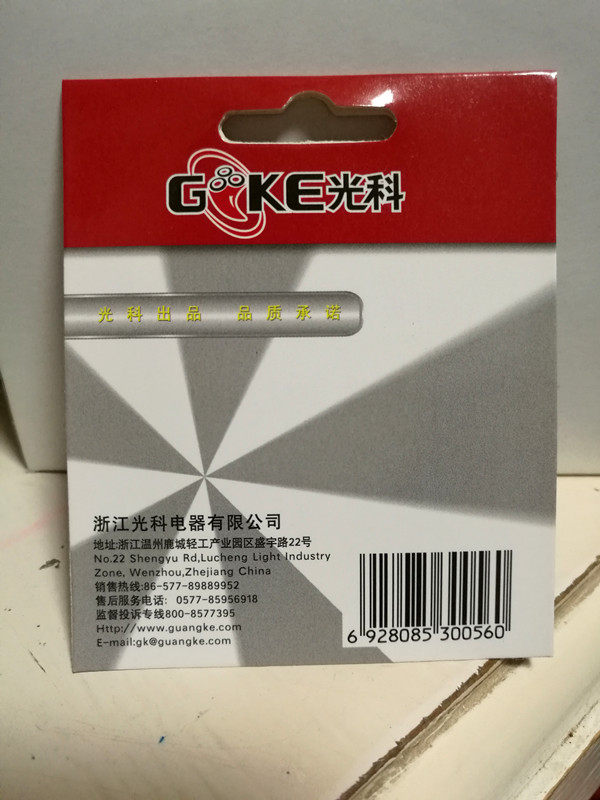 GOKE光科
光科出品 品质承诺
浙江光科电器有限公司
地址:浙江温州鹿城轻工产业园区盛宇路22号
No.22 Shengyu Rd,Lucheng Light Industry
Zone, Wenzhou,Zhejiang China
销售热线:86-577-89889952
售后服务电话: 0577-85956918
监督投诉专线800-8577395
Http://www.guangke.com
E-mail:gk@guangke.com
6 928085 300560